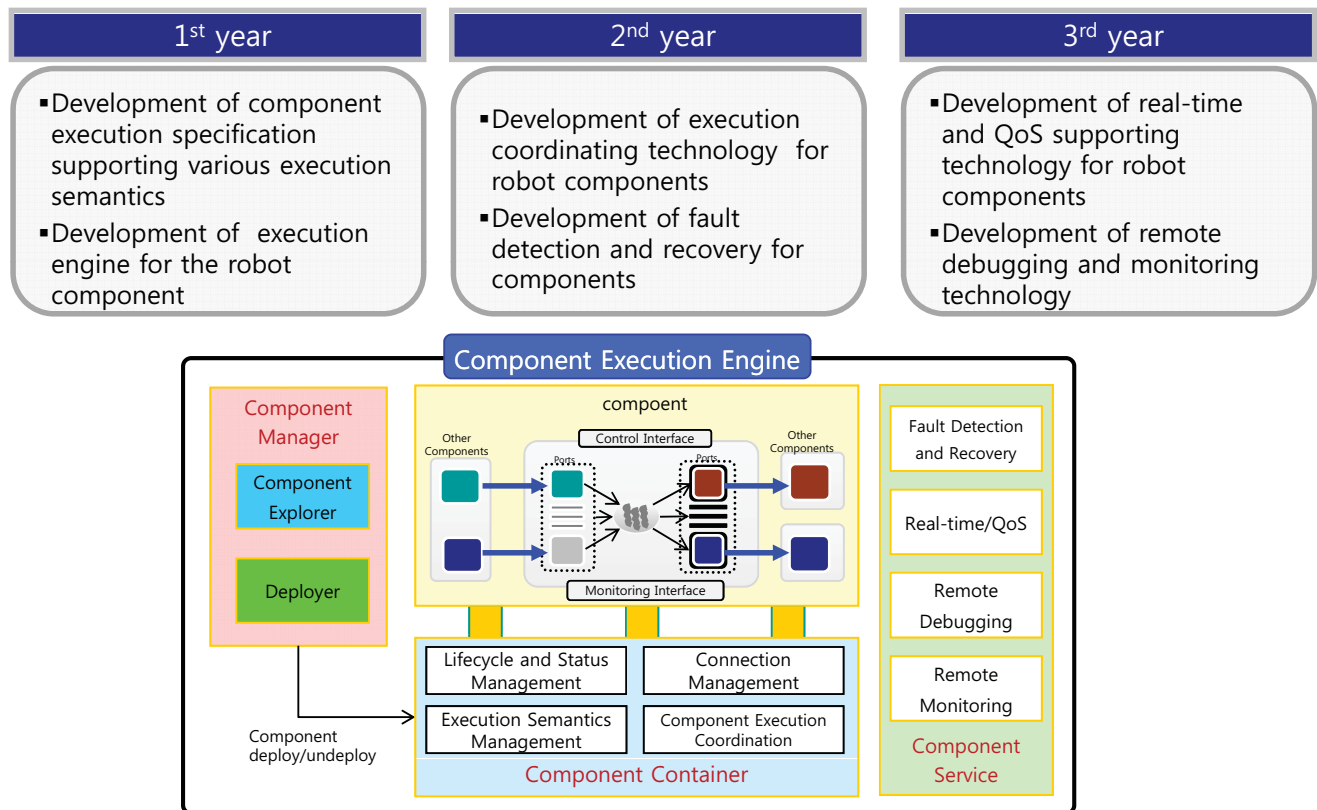 1st year
▪Development of component
execution specification
supporting various execution
semantics
▪Development of execution
engine for the robot
component
2nd year
▪Development of execution
coordinating technology for
robot components
▪Development of fault
detection and recovery for
components
3rd year
▪Development of real-time
and QoS supporting
technology for robot
components
▪Development of remote
debugging and monitoring
technology
Component Execution Engine
Component
Manager
Component
Explorer
Deployer
Component
deploy/undeploy
compoent
Other
Components
Control Interface
Ports
Ports
Other
Components
Monitoring Interface
Lifecycle and Status
Management
Connection
Management
Execution Semantics
Management
Component Execution
Coordination
Component Container
Fault Detection
and Recovery
Real-time/QoS
Remote
Debugging
Remote
Monitoring
Component
Service